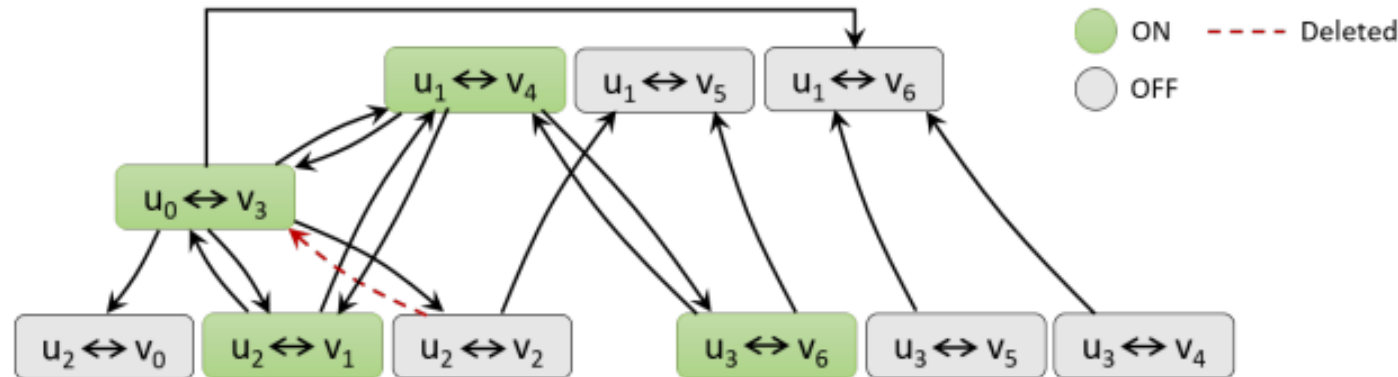 ON Deleted
OFF
u₁ ↔ v₄ u₁ ↔ v₅ u₁ ↔ v₆
u₀ ↔ v₃
u₂ ↔ v₀ u₂ ↔ v₁ u₂ ↔ v₂ u₃ ↔ v₆ u₃ ↔ v₅ u₃ ↔ v₄